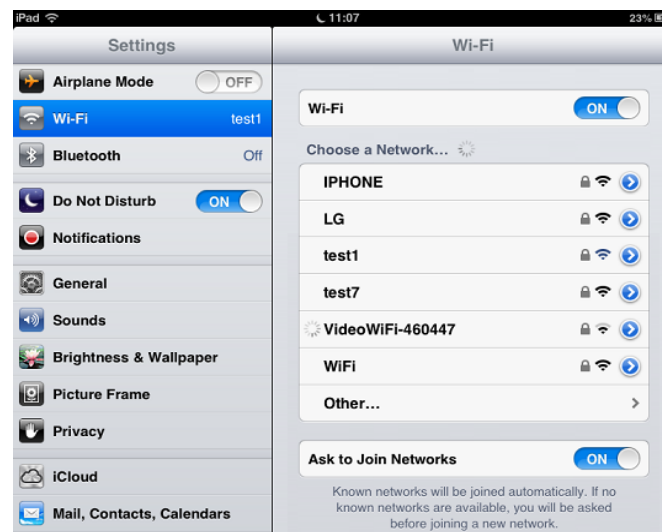 iPad 11:07 23%
Settings
Airplane Mode OFF
Wi-Fi test1
Bluetooth Off
Do Not Disturb ON
Notifications
General
Sounds
Brightness & Wallpaper
Picture Frame
Privacy
iCloud
Mail, Contacts, Calendars
Wi-Fi
Wi-Fi ON
Choose a Network...
IPHONE
LG
test1
test7
VideoWiFi-460447
WiFi
Other...
Ask to Join Networks ON
Known networks will be joined automatically. If no
known networks are available, you will be asked
before joining a new network.